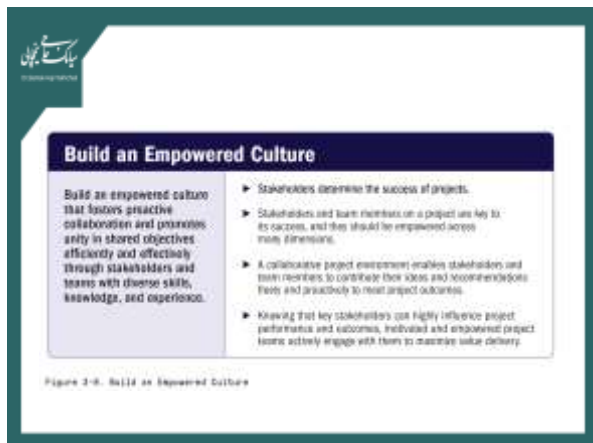 Build an Empowered Culture
Build an empowered culture
that fosters proactive
collaboration and promotes
unity in shared objectives
efficiently and effectively
through stakeholders and
teams with diverse skills,
knowledge, and experience.
► Stakeholders determine the success of projects.
► Stakeholders and team members on a project are key to
its success, and they should be empowered across
many dimensions.
► A collaborative project environment enables stakeholders and
team members to contribute their ideas and recommendations
freely and proactively to meet project outcomes.
► Knowing that key stakeholders can highly influence project
performance and outcomes, motivated and empowered project
teams actively engage with them to maximize value delivery.
Figure 3-8. Build an Empowered Culture